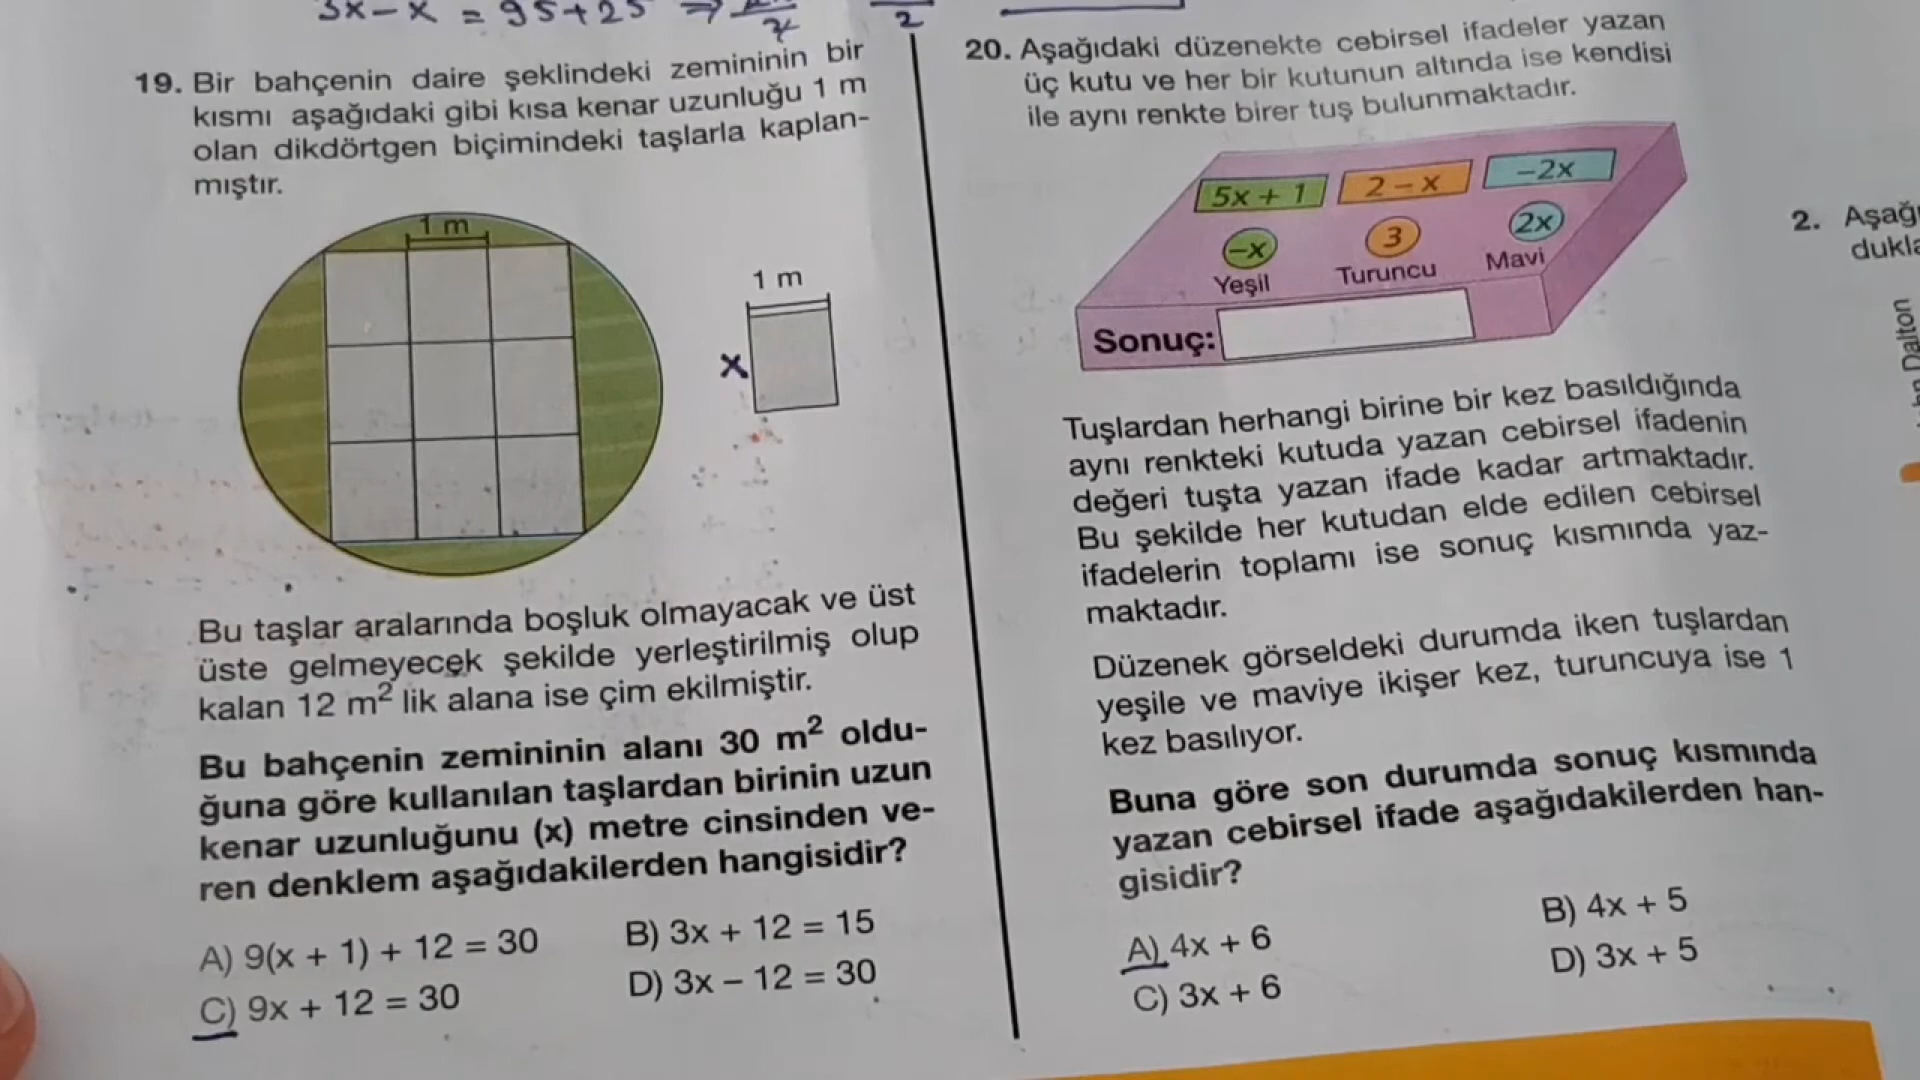 3x-x = 95+25 ⇒
2
19. Bir bahçenin daire şeklindeki zemininin bir
kısmı aşağıdaki gibi kısa kenar uzunluğu 1 m
olan dikdörtgen biçimindeki taşlarla kaplan-
mıştır.
1 m
1 m
x
Bu taşlar aralarında boşluk olmayacak ve üst
üste gelmeyecek şekilde yerleştirilmiş olup
kalan 12 m² lik alana ise çim ekilmiştir.
Bu bahçenin zemininin alanı 30 m² oldu-
ğuna göre kullanılan taşlardan birinin uzun
kenar uzunluğunu (x) metre cinsinden ve-
ren denklem aşağıdakilerden hangisidir?
A) 9(x + 1) + 12 = 30
B) 3x + 12 = 15
C) 9x + 12 = 30
D) 3x – 12 = 30
20. Aşağıdaki düzenekte cebirsel ifadeler yazan
üç kutu ve her bir kutunun altında ise kendisi
ile aynı renkte birer tuş bulunmaktadır.
5x + 1 2 – x –2x
–x 3 2x
Yeşil Turuncu Mavi
Sonuç:
Tuşlardan herhangi birine bir kez basıldığında
aynı renkteki kutuda yazan cebirsel ifadenin
değeri tuşta yazan ifade kadar artmaktadır.
Bu şekilde her kutudan elde edilen cebirsel
ifadelerin toplamı ise sonuç kısmında yaz-
maktadır.
Düzenek görseldeki durumda iken tuşlardan
yeşile ve maviye ikişer kez, turuncuya ise 1
kez basılıyor.
Buna göre son durumda sonuç kısmında
yazan cebirsel ifade aşağıdakilerden han-
gisidir?
A) 4x + 6
B) 4x + 5
C) 3x + 6
D) 3x + 5
2. Aşağı
dukla
Dalton